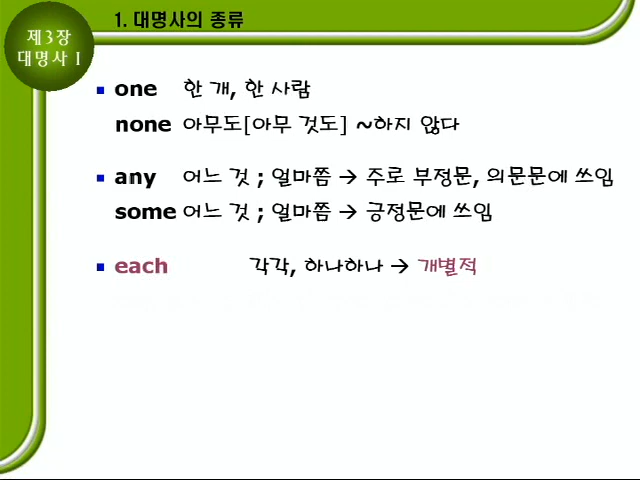 1. 대명사의 종류
제3장
대명사 I
one 한 개, 한 사람
none 아무도[아무 것도] ~하지 않다
any 어느 것 ; 얼마쯤 → 주로 부정문, 의문문에 쓰임
some 어느 것 ; 얼마쯤 → 긍정문에 쓰임
each 각각, 하나하나 → 개별적